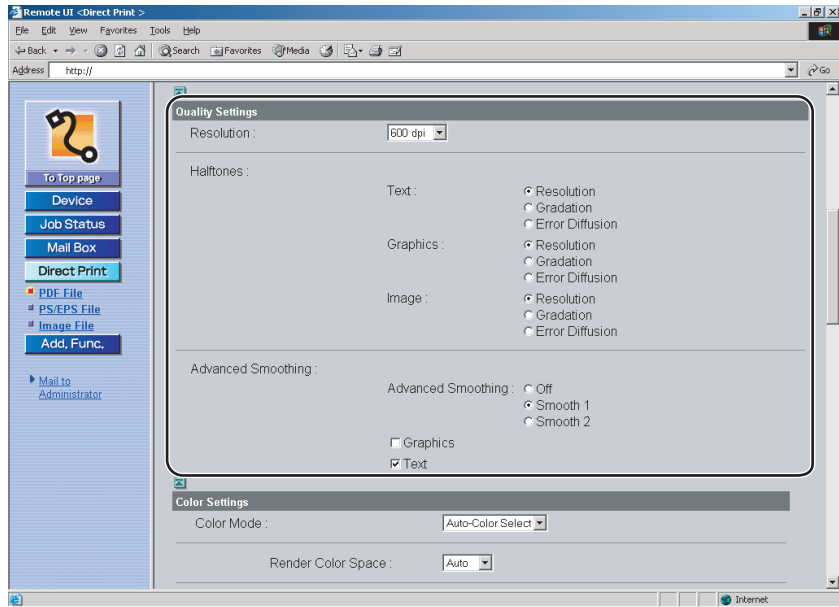 Remote UI <Direct Print >
File Edit View Favorites Tools Help
Back Search Favorites Media
Address http:// Go
To Top page
Device
Job Status
Mail Box
Direct Print
PDF File
PS/EPS File
Image File
Add. Func.
Mail to
Administrator
Quality Settings
Resolution : 600 dpi
Halftones :
Text : Resolution
Gradation
Error Diffusion
Graphics : Resolution
Gradation
Error Diffusion
Image : Resolution
Gradation
Error Diffusion
Advanced Smoothing :
Advanced Smoothing : Off
Smooth 1
Smooth 2
Graphics
Text
Color Settings
Color Mode : Auto-Color Select
Render Color Space : Auto
Internet